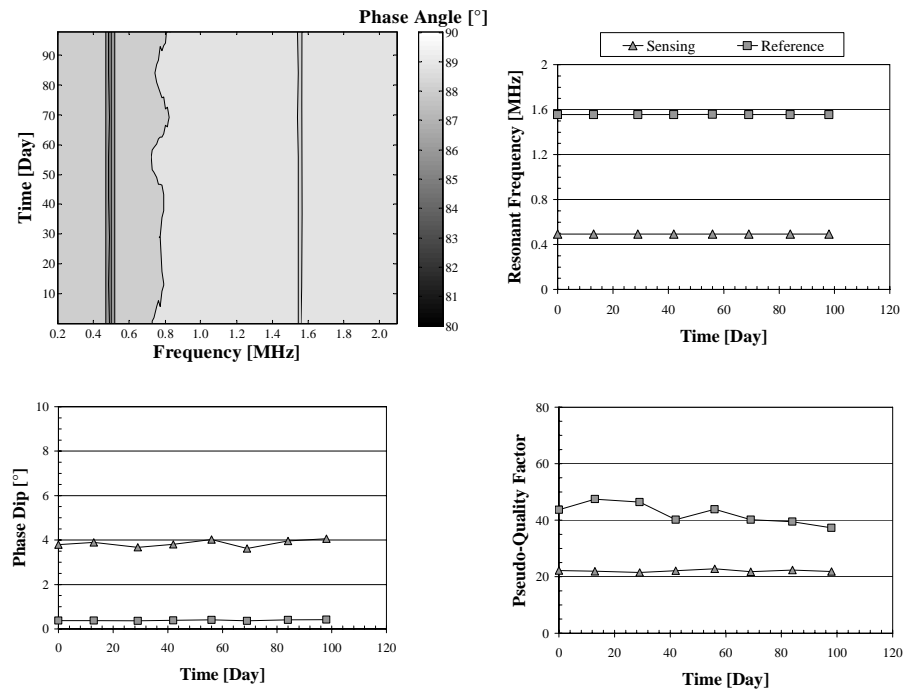 Phase Angle [°]
90
80
70
60
50
40
30
20
10
Time [Day]
0.2 0.4 0.6 0.8 1.0 1.2 1.4 1.6 1.8 2.0
Frequency [MHz]
90
89
88
87
86
85
84
83
82
81
80
Sensing Reference
2
1.6
1.2
0.8
0.4
0
Resonant Frequency [MHz]
0 20 40 60 80 100 120
Time [Day]
10
8
6
4
2
0
Phase Dip [°]
0 20 40 60 80 100 120
Time [Day]
80
60
40
20
0
Pseudo-Quality Factor
0 20 40 60 80 100 120
Time [Day]